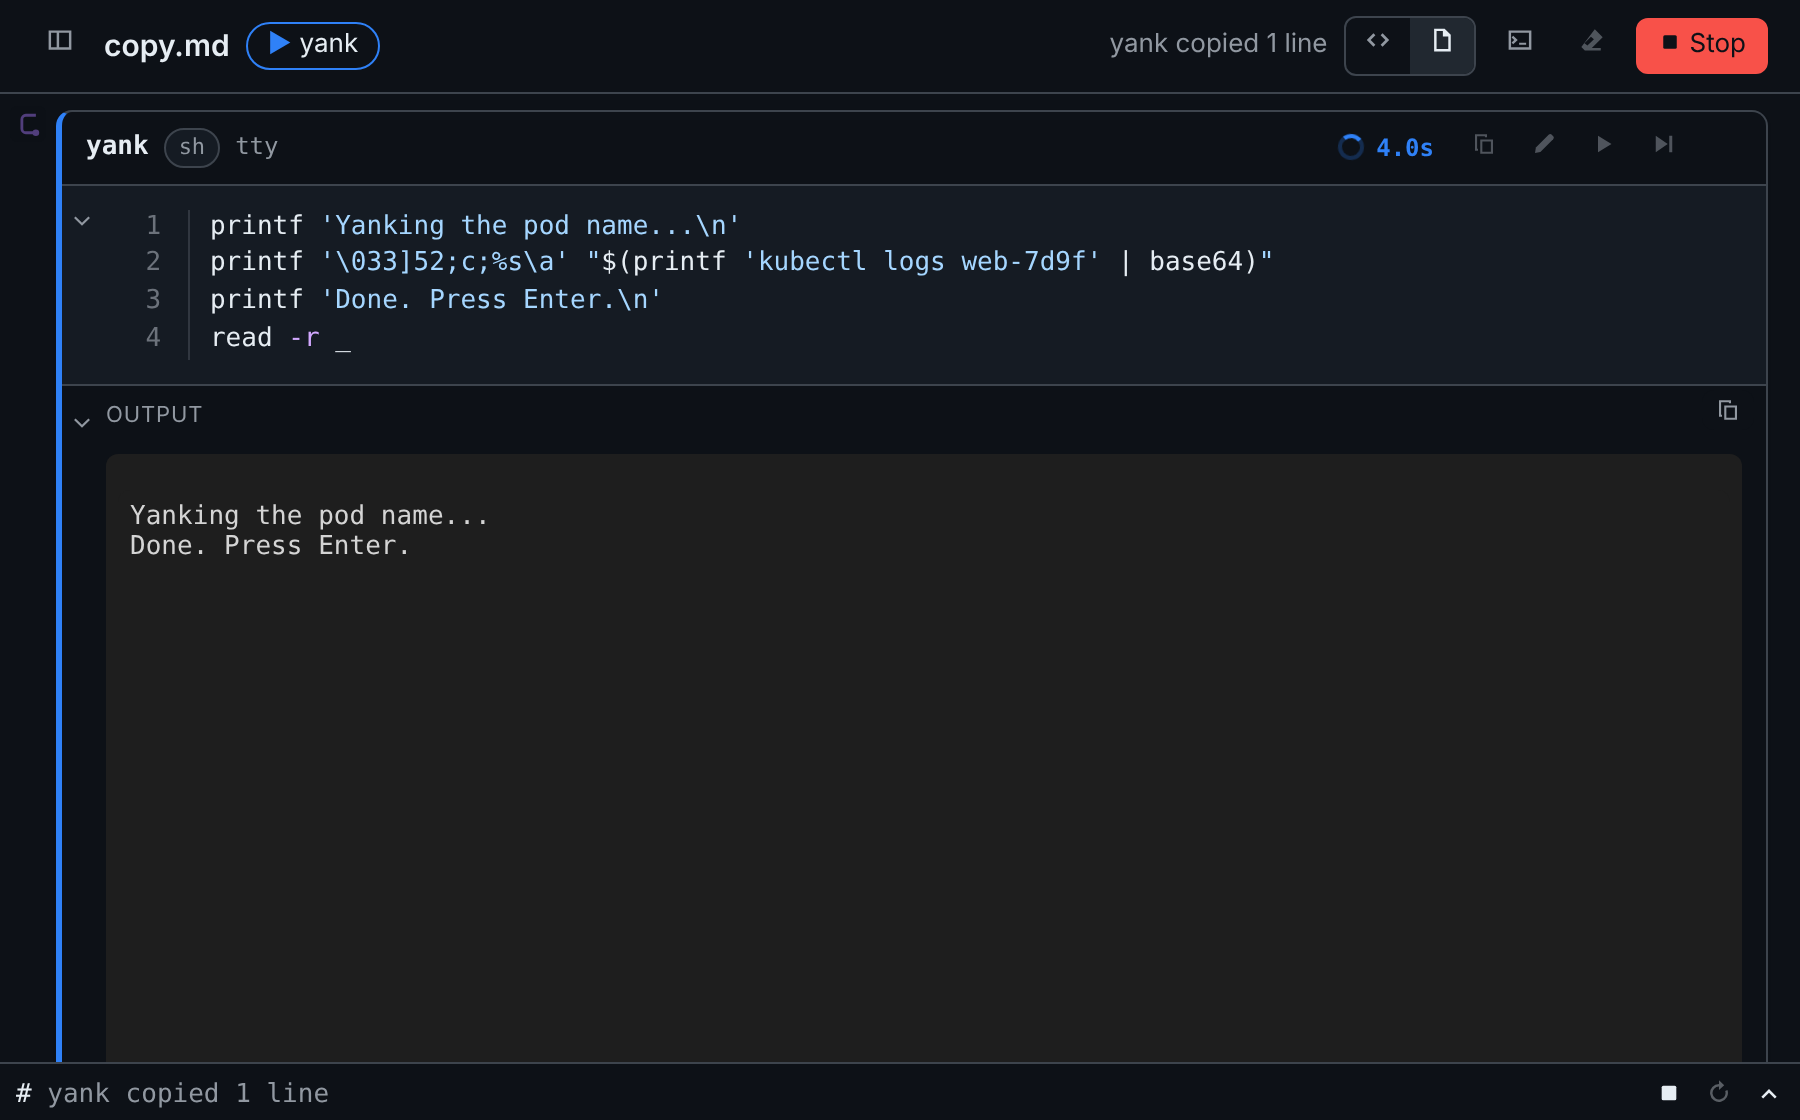 copy.md yank yank copied 1 line Stop
yank sh tty 4.0s
1 printf 'Yanking the pod name...\n'
2 printf '\033]52;c;%s\a' "$(printf 'kubectl logs web-7d9f' | base64)"
3 printf 'Done. Press Enter.\n'
4 read -r _
OUTPUT
Yanking the pod name...
Done. Press Enter.
# yank copied 1 line